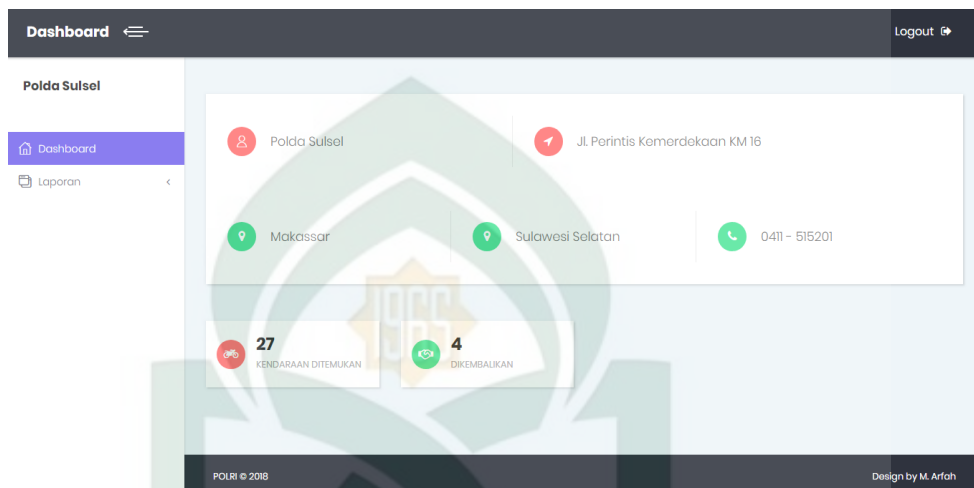 Dashboard
Logout
Polda Sulsel
Dashboard
Laporan
Polda Sulsel
Jl. Perintis Kemerdekaan KM 16
Makassar
Sulawesi Selatan
0411 - 515201
1965
27
KENDARAAN DITEMUKAN
4
DIKEMBALIKAN
POLRI © 2018
Design by M. Arfah